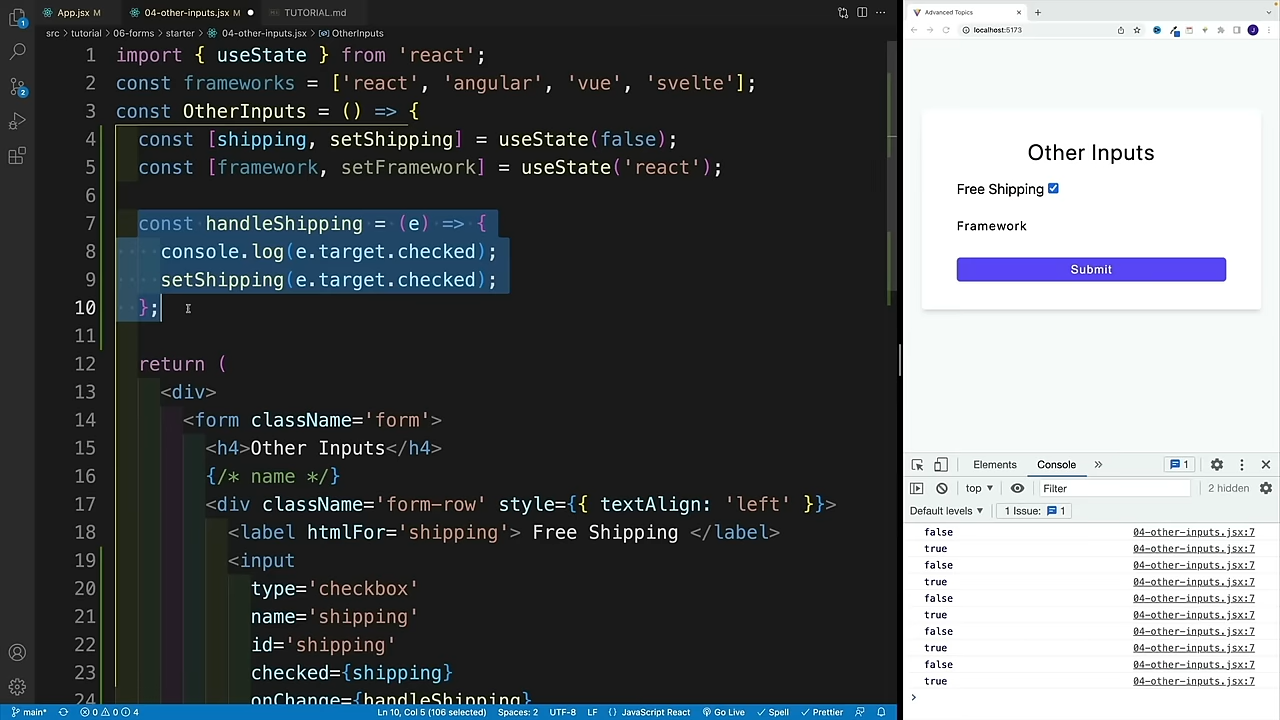 App.jsx M
04-other-inputs.jsx M
TUTORIAL.md
src > tutorial > 06-forms > starter > 04-other-inputs.jsx > OtherInputs
1 import { useState } from 'react';
2 const frameworks = ['react', 'angular', 'vue', 'svelte'];
3 const OtherInputs = () => {
4 const [shipping, setShipping] = useState(false);
5 const [framework, setFramework] = useState('react');
6
7 const handleShipping = (e) => {
8 console.log(e.target.checked);
9 setShipping(e.target.checked);
10 };
11
12 return (
13 <div>
14 <form className='form'>
15 <h4>Other Inputs</h4>
16 {/* name */}
17 <div className='form-row' style={{ textAlign: 'left' }}>
18 <label htmlFor='shipping'> Free Shipping </label>
19 <input
20 type='checkbox'
21 name='shipping'
22 id='shipping'
23 checked={shipping}
24 onChange={handleShipping}
1
2
main* 0 0 4 Ln 10, Col 5 (106 selected) Spaces: 2 UTF-8 LF {} JavaScript React Go Live Spell Prettier
Advanced Topics
localhost:5173
J
Other Inputs
Free Shipping
Framework
Submit
Elements Console » 1
top Filter 2 hidden
Default levels 1 Issue: 1
false 04-other-inputs.jsx:7
true 04-other-inputs.jsx:7
false 04-other-inputs.jsx:7
true 04-other-inputs.jsx:7
false 04-other-inputs.jsx:7
true 04-other-inputs.jsx:7
false 04-other-inputs.jsx:7
true 04-other-inputs.jsx:7
false 04-other-inputs.jsx:7
true 04-other-inputs.jsx:7
>